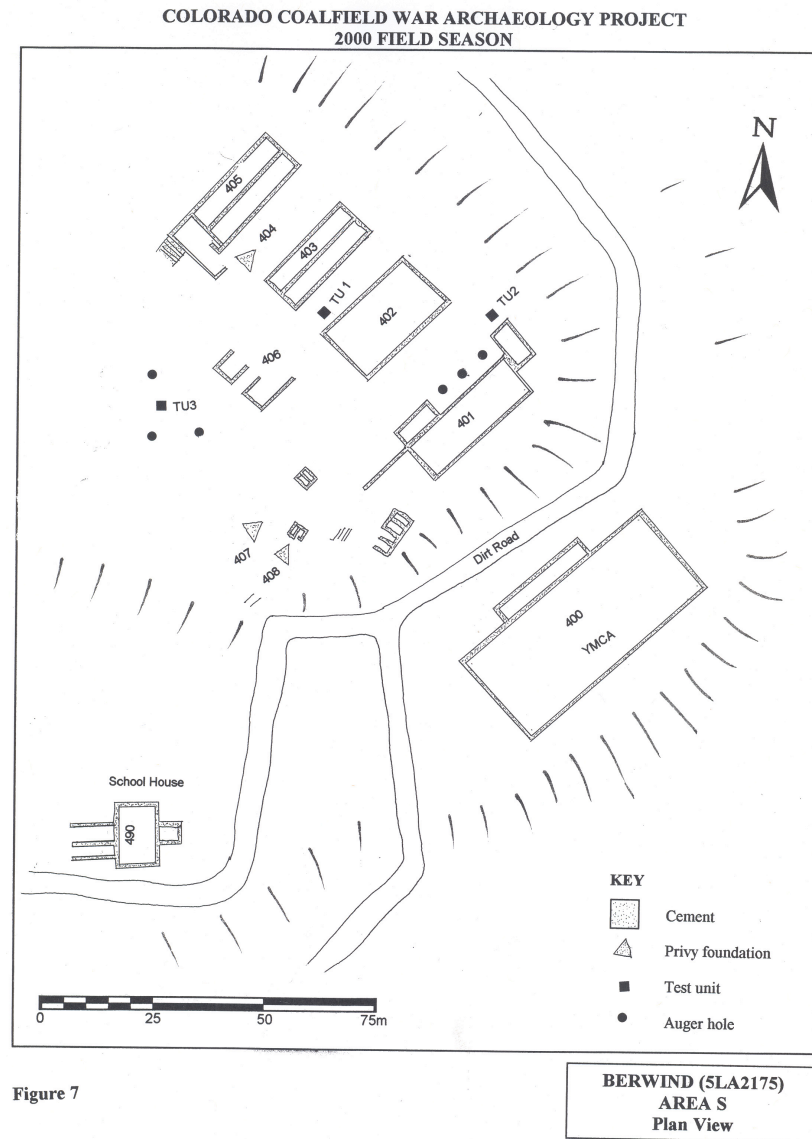 COLORADO COALFIELD WAR ARCHAEOLOGY PROJECT
2000 FIELD SEASON
N
405
404
403
TU 1
402
TU2
406
TU3
401
407
408
Dirt Road
400
YMCA
School House
490
KEY
Cement
Privy foundation
Test unit
Auger hole
0 25 50 75m
Figure 7
BERWIND (5LA2175)
AREA S
Plan View